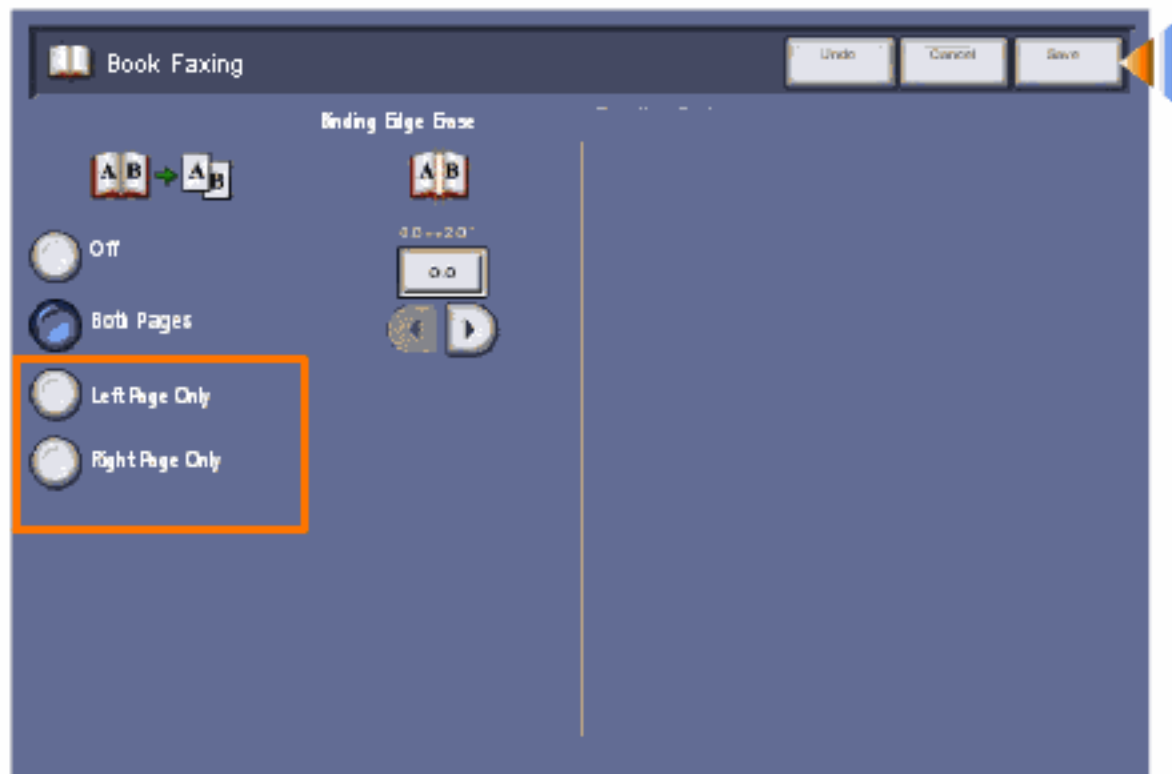 Book Faxing
Undo
Cancel
Save
Binding Edge Erase
A B A B
A B
Off
0.0
Both Pages
Left Page Only
Right Page Only